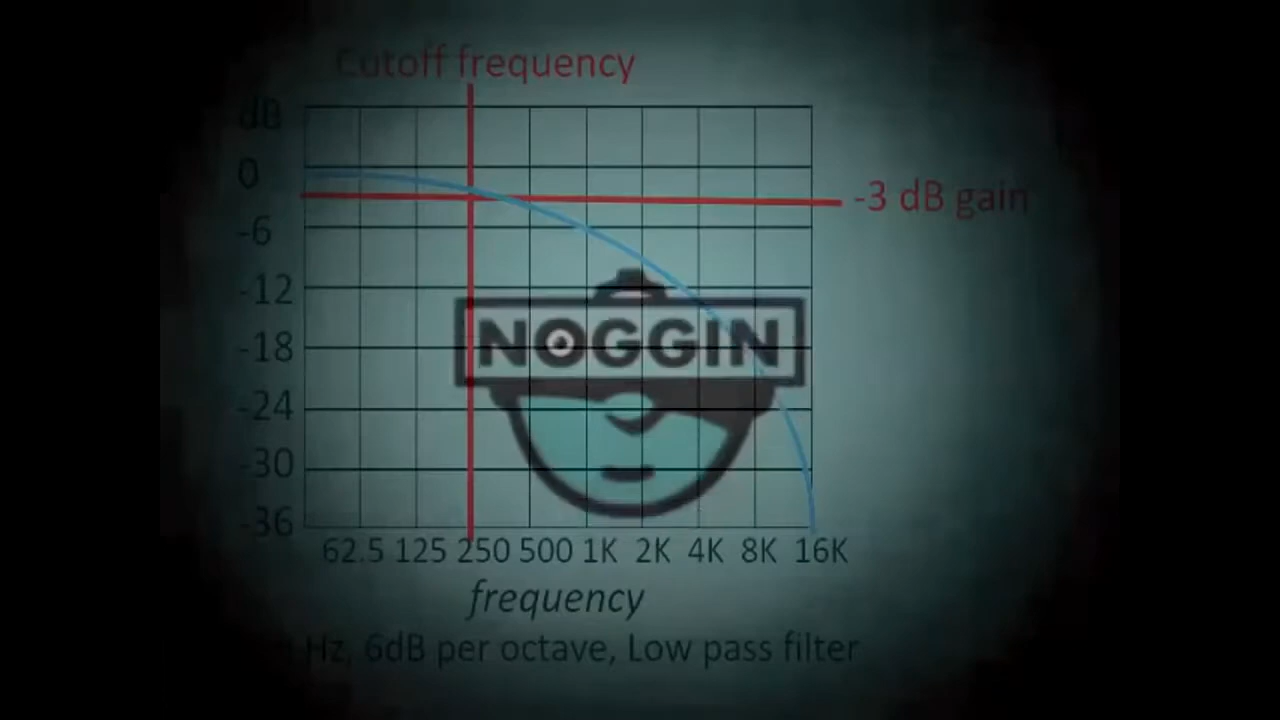 Cutoff frequency
dB
0
-3 dB gain
-6
-12
-18
NOGGIN
-24
-30
-36
62.5 125 250 500 1K 2K 4K 8K 16K
frequency
Hz, 6dB per octave, Low pass filter